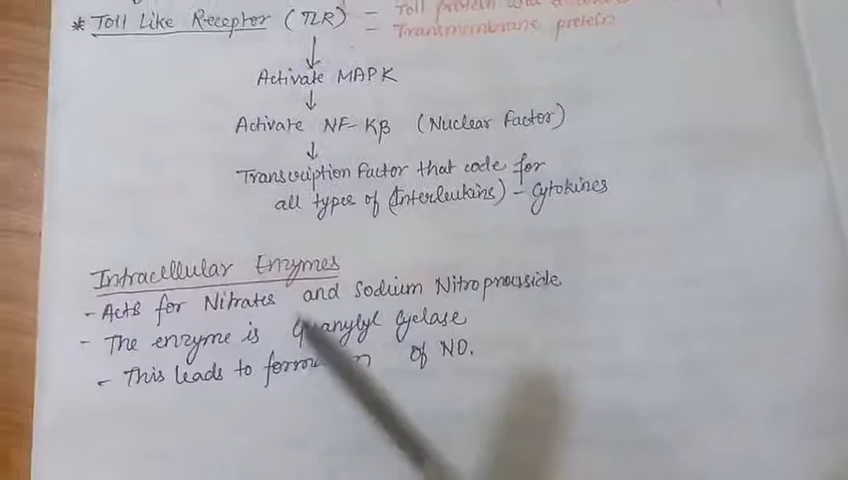 * Toll Like Receptor (TLR) - Toll protein
- Transmembrane protein
↓
Activate MAPK
↓
Activate NF-Kβ (Nuclear Factor)
↓
Transcription factor that code for
all types of (Interleukins) - Cytokines
Intracellular Enzymes
- Acts for Nitrates and Sodium Nitroprusside
- The enzyme is Guanylyl Cyclase
- This leads to of NO.